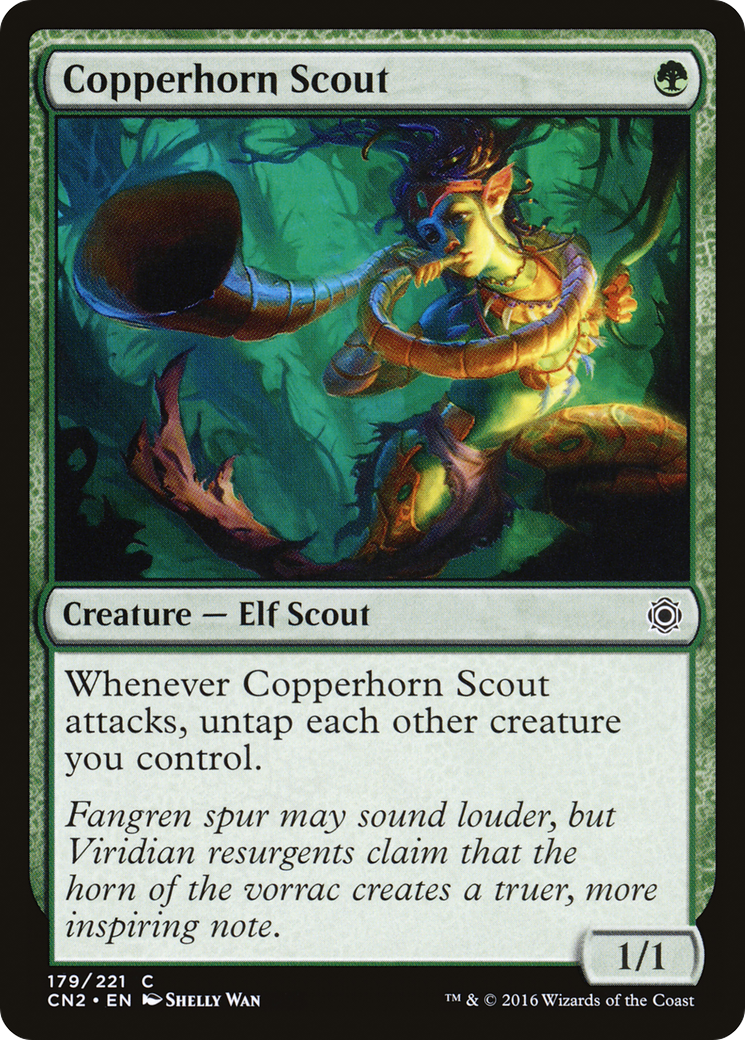 Copperhorn Scout
Creature — Elf Scout
Whenever Copperhorn Scout
attacks, untap each other creature
you control.
Fangren spur may sound louder, but
Viridian resurgents claim that the
horn of the vorrac creates a truer, more
inspiring note.
1/1
179/221 C
CN2 • EN Shelly Wan
™ & © 2016 Wizards of the Coast